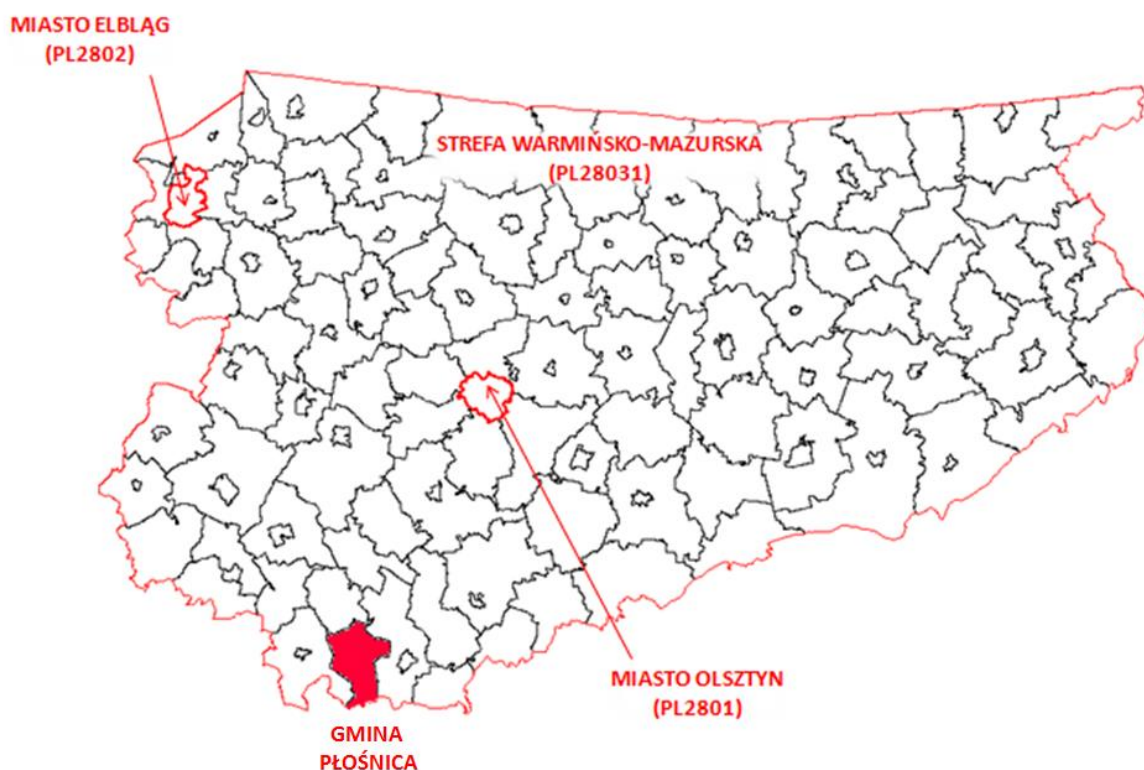 MIASTO ELBLĄG
(PL2802)
STREFA WARMIŃSKO-MAZURSKA
(PL28031)
MIASTO OLSZTYN
(PL2801)
GMINA
PŁOŚNICA